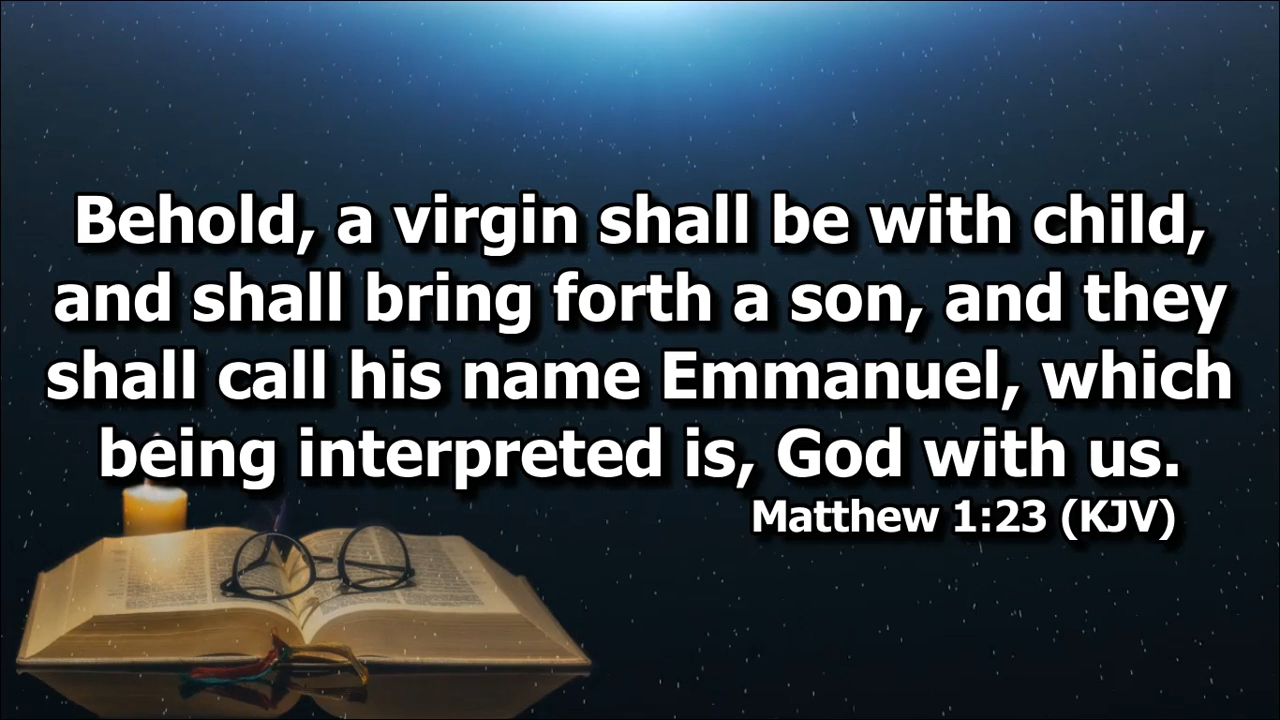 Behold, a virgin shall be with child,
and shall bring forth a son, and they
shall call his name Emmanuel, which
being interpreted is, God with us.
Matthew 1:23 (KJV)